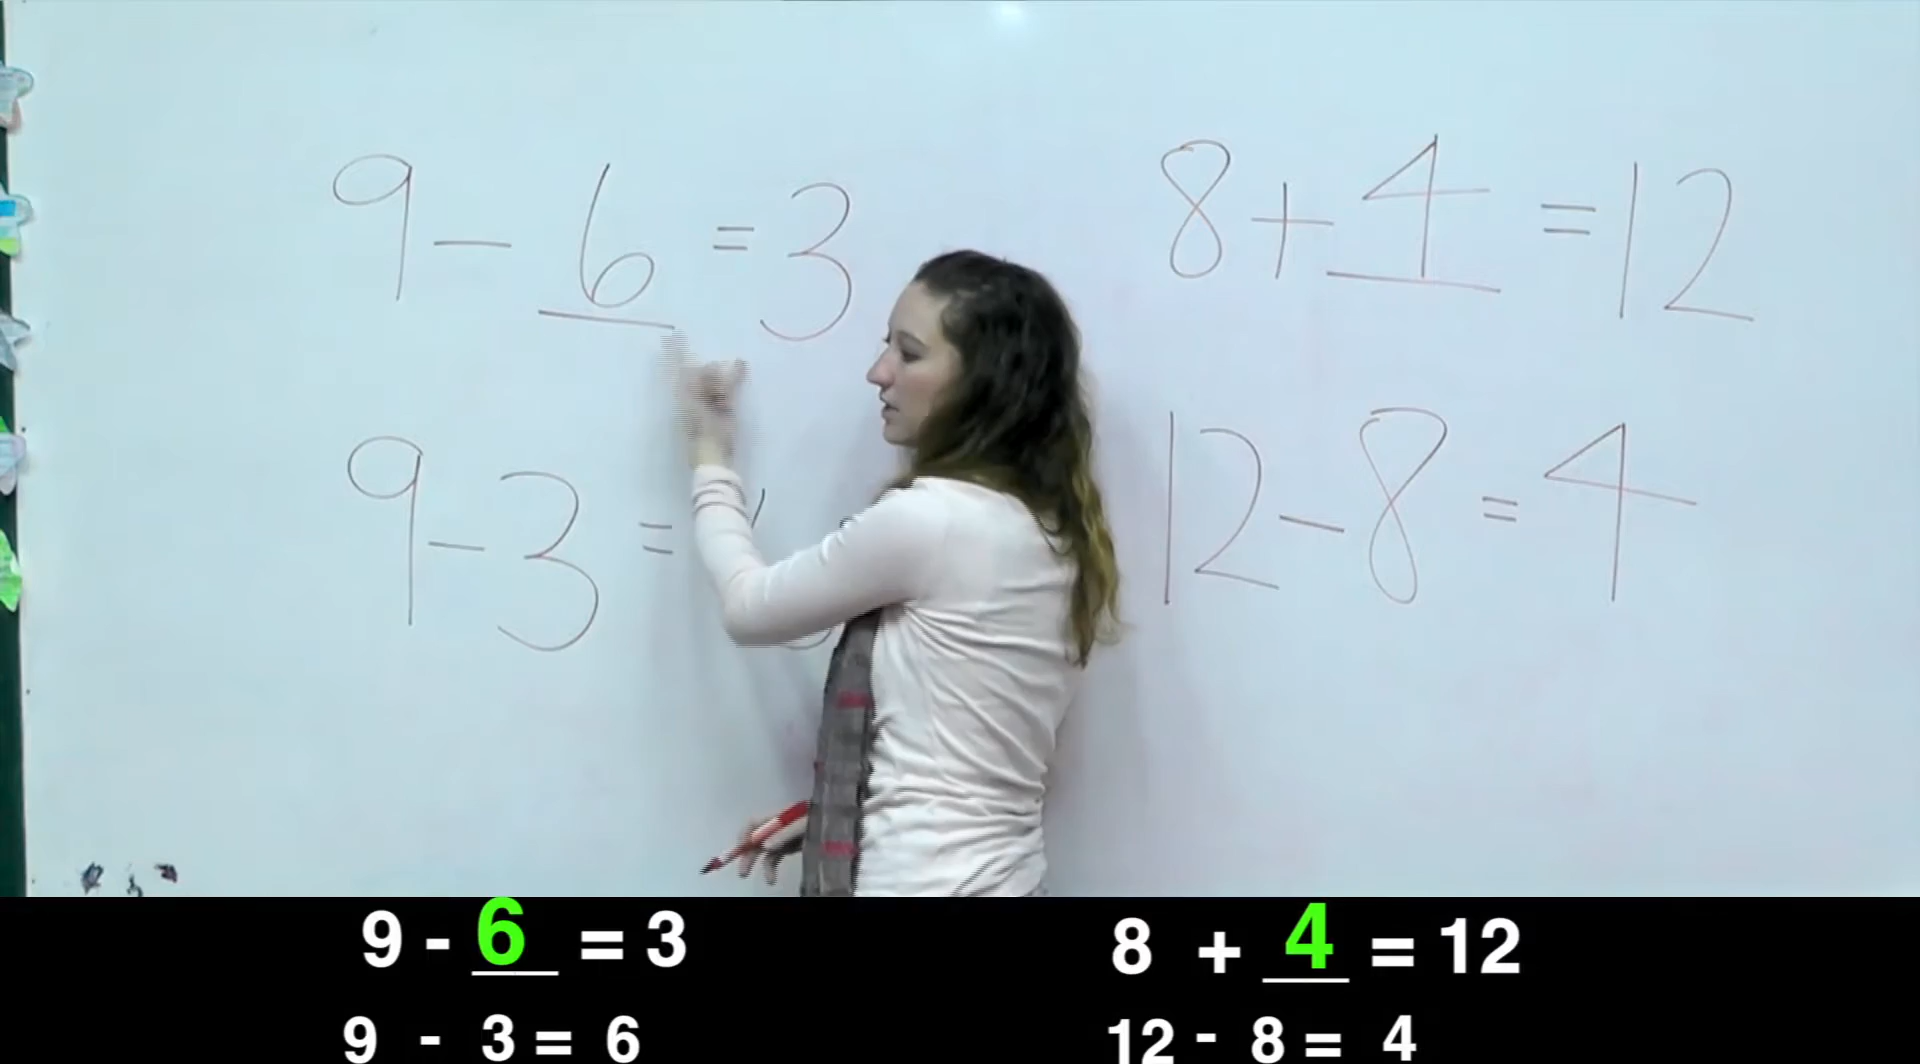 9 - 6 = 3
8 + 4 = 12
9 - 3 =
12 - 8 = 4
9 - 6 = 3
8 + 4 = 12
9 - 3 = 6
12 - 8 = 4